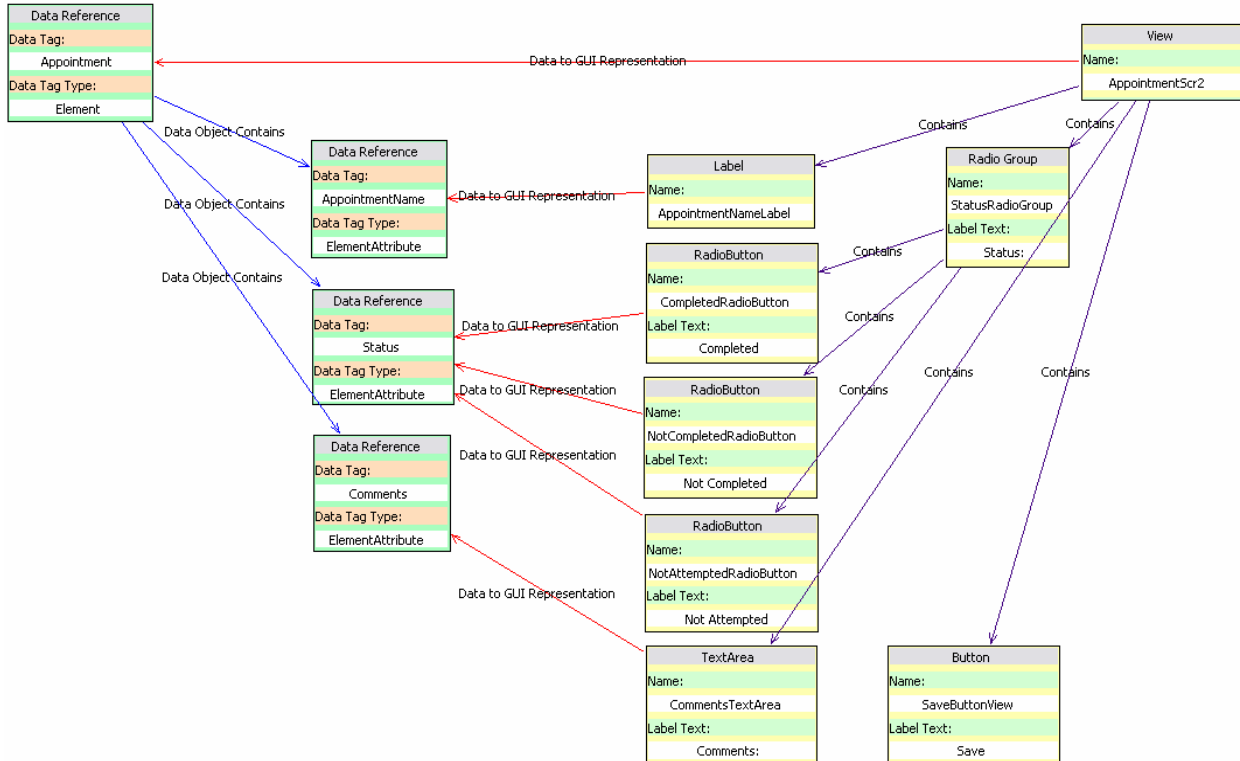 Data Reference
Data Tag:
Appointment
Data Tag Type:
Element
Data to GUI Representation
View
Name:
AppointmentScr2
Data Object Contains
Data Object Contains
Data Object Contains
Contains
Contains
Data Reference
Data Tag:
AppointmentName
Data Tag Type:
ElementAttribute
Data to GUI Representation
Label
Name:
AppointmentNameLabel
Radio Group
Name:
StatusRadioGroup
Label Text:
Status:
Contains
Contains
Contains
Contains
Contains
Data Reference
Data Tag:
Status
Data Tag Type:
ElementAttribute
Data to GUI Representation
Data to GUI Representation
Data to GUI Representation
RadioButton
Name:
CompletedRadioButton
Label Text:
Completed
RadioButton
Name:
NotCompletedRadioButton
Label Text:
Not Completed
RadioButton
Name:
NotAttemptedRadioButton
Label Text:
Not Attempted
Data Reference
Data Tag:
Comments
Data Tag Type:
ElementAttribute
Data to GUI Representation
TextArea
Name:
CommentsTextArea
Label Text:
Comments:
Button
Name:
SaveButtonView
Label Text:
Save